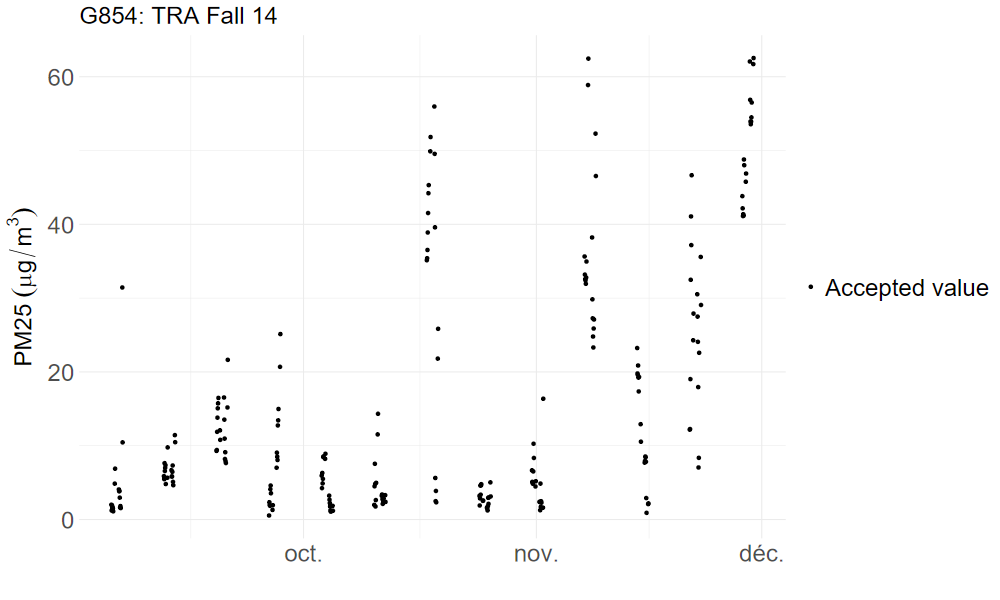 G854: TRA Fall 14
PM25 (μg/m³)
60
40
20
0
oct.
nov.
déc.
Accepted value